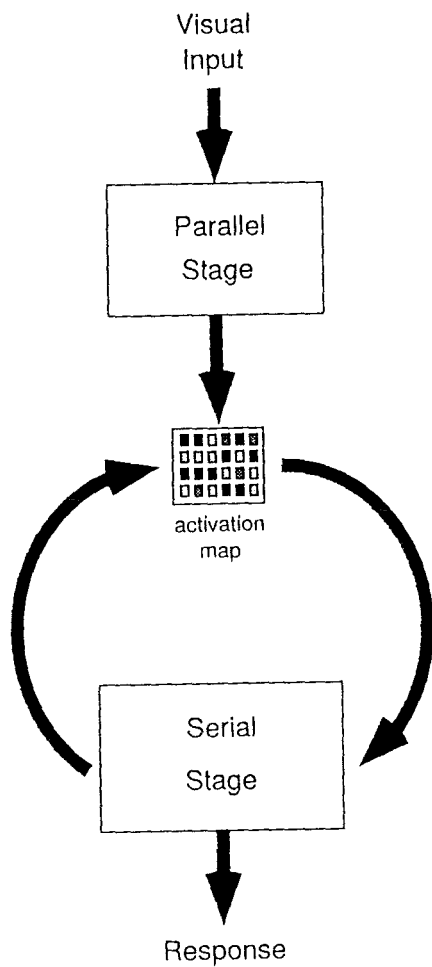 Visual
Input
Parallel
Stage
activation
map
Serial
Stage
Response